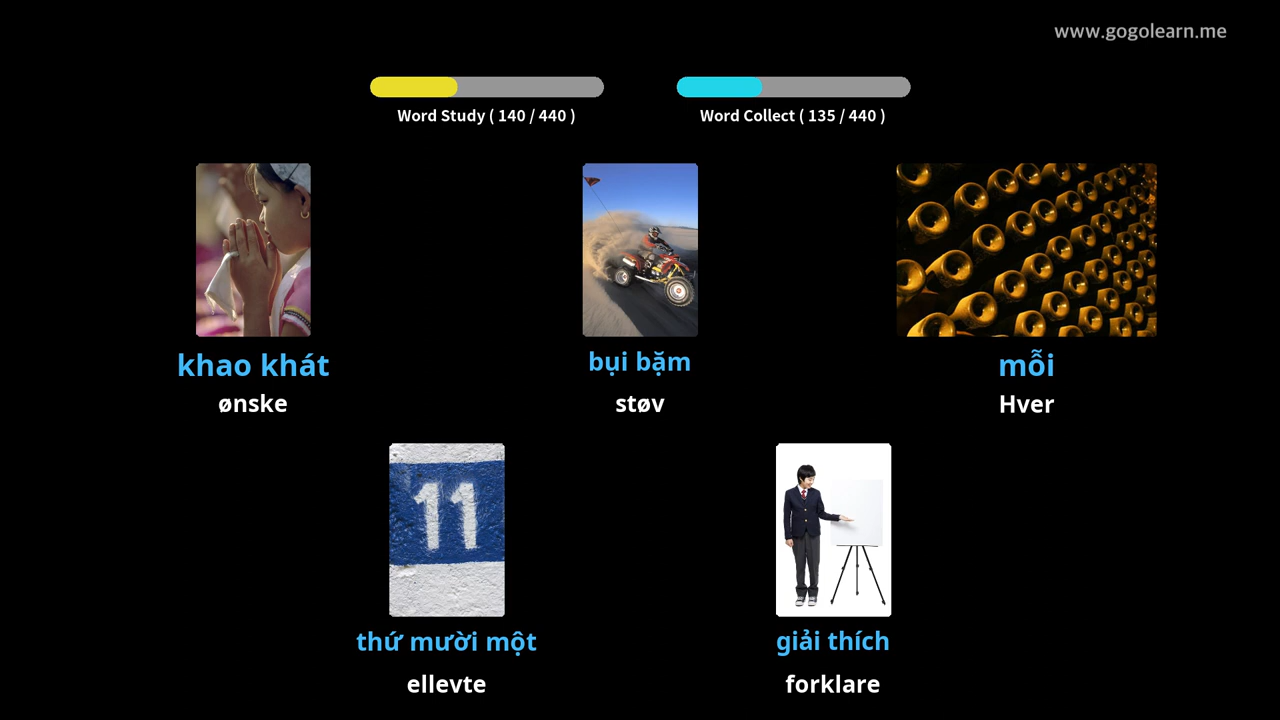 www.gogolearn.me
Word Study ( 140 / 440 )
Word Collect ( 135 / 440 )
khao khát
ønske
bụi bặm
støv
mỗi
Hver
11
thứ mười một
ellevte
giải thích
forklare